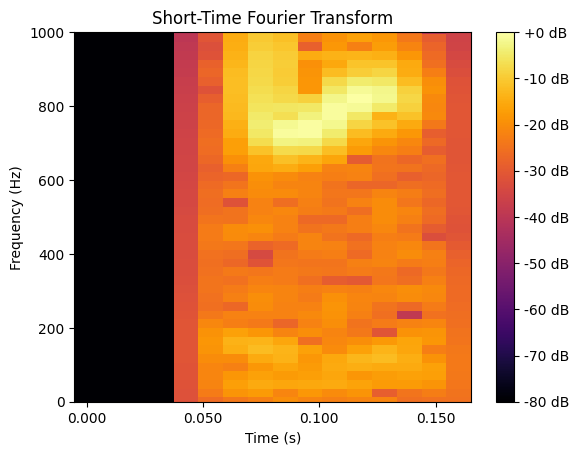 Short-Time Fourier Transform
1000
800
600
400
200
0
Frequency (Hz)
0.000
0.050
0.100
0.150
Time (s)
+0 dB
-10 dB
-20 dB
-30 dB
-40 dB
-50 dB
-60 dB
-70 dB
-80 dB